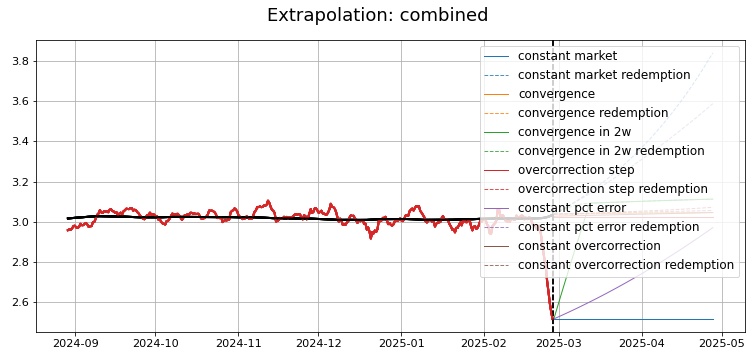 Extrapolation: combined
3.8
3.6
3.4
3.2
3.0
2.8
2.6
constant market
constant market redemption
convergence
convergence redemption
convergence in 2w
convergence in 2w redemption
overcorrection step
overcorrection step redemption
constant pct error
constant pct error redemption
constant overcorrection
constant overcorrection redemption
2024-09 2024-10 2024-11 2024-12 2025-01 2025-02 2025-03 2025-04 2025-05